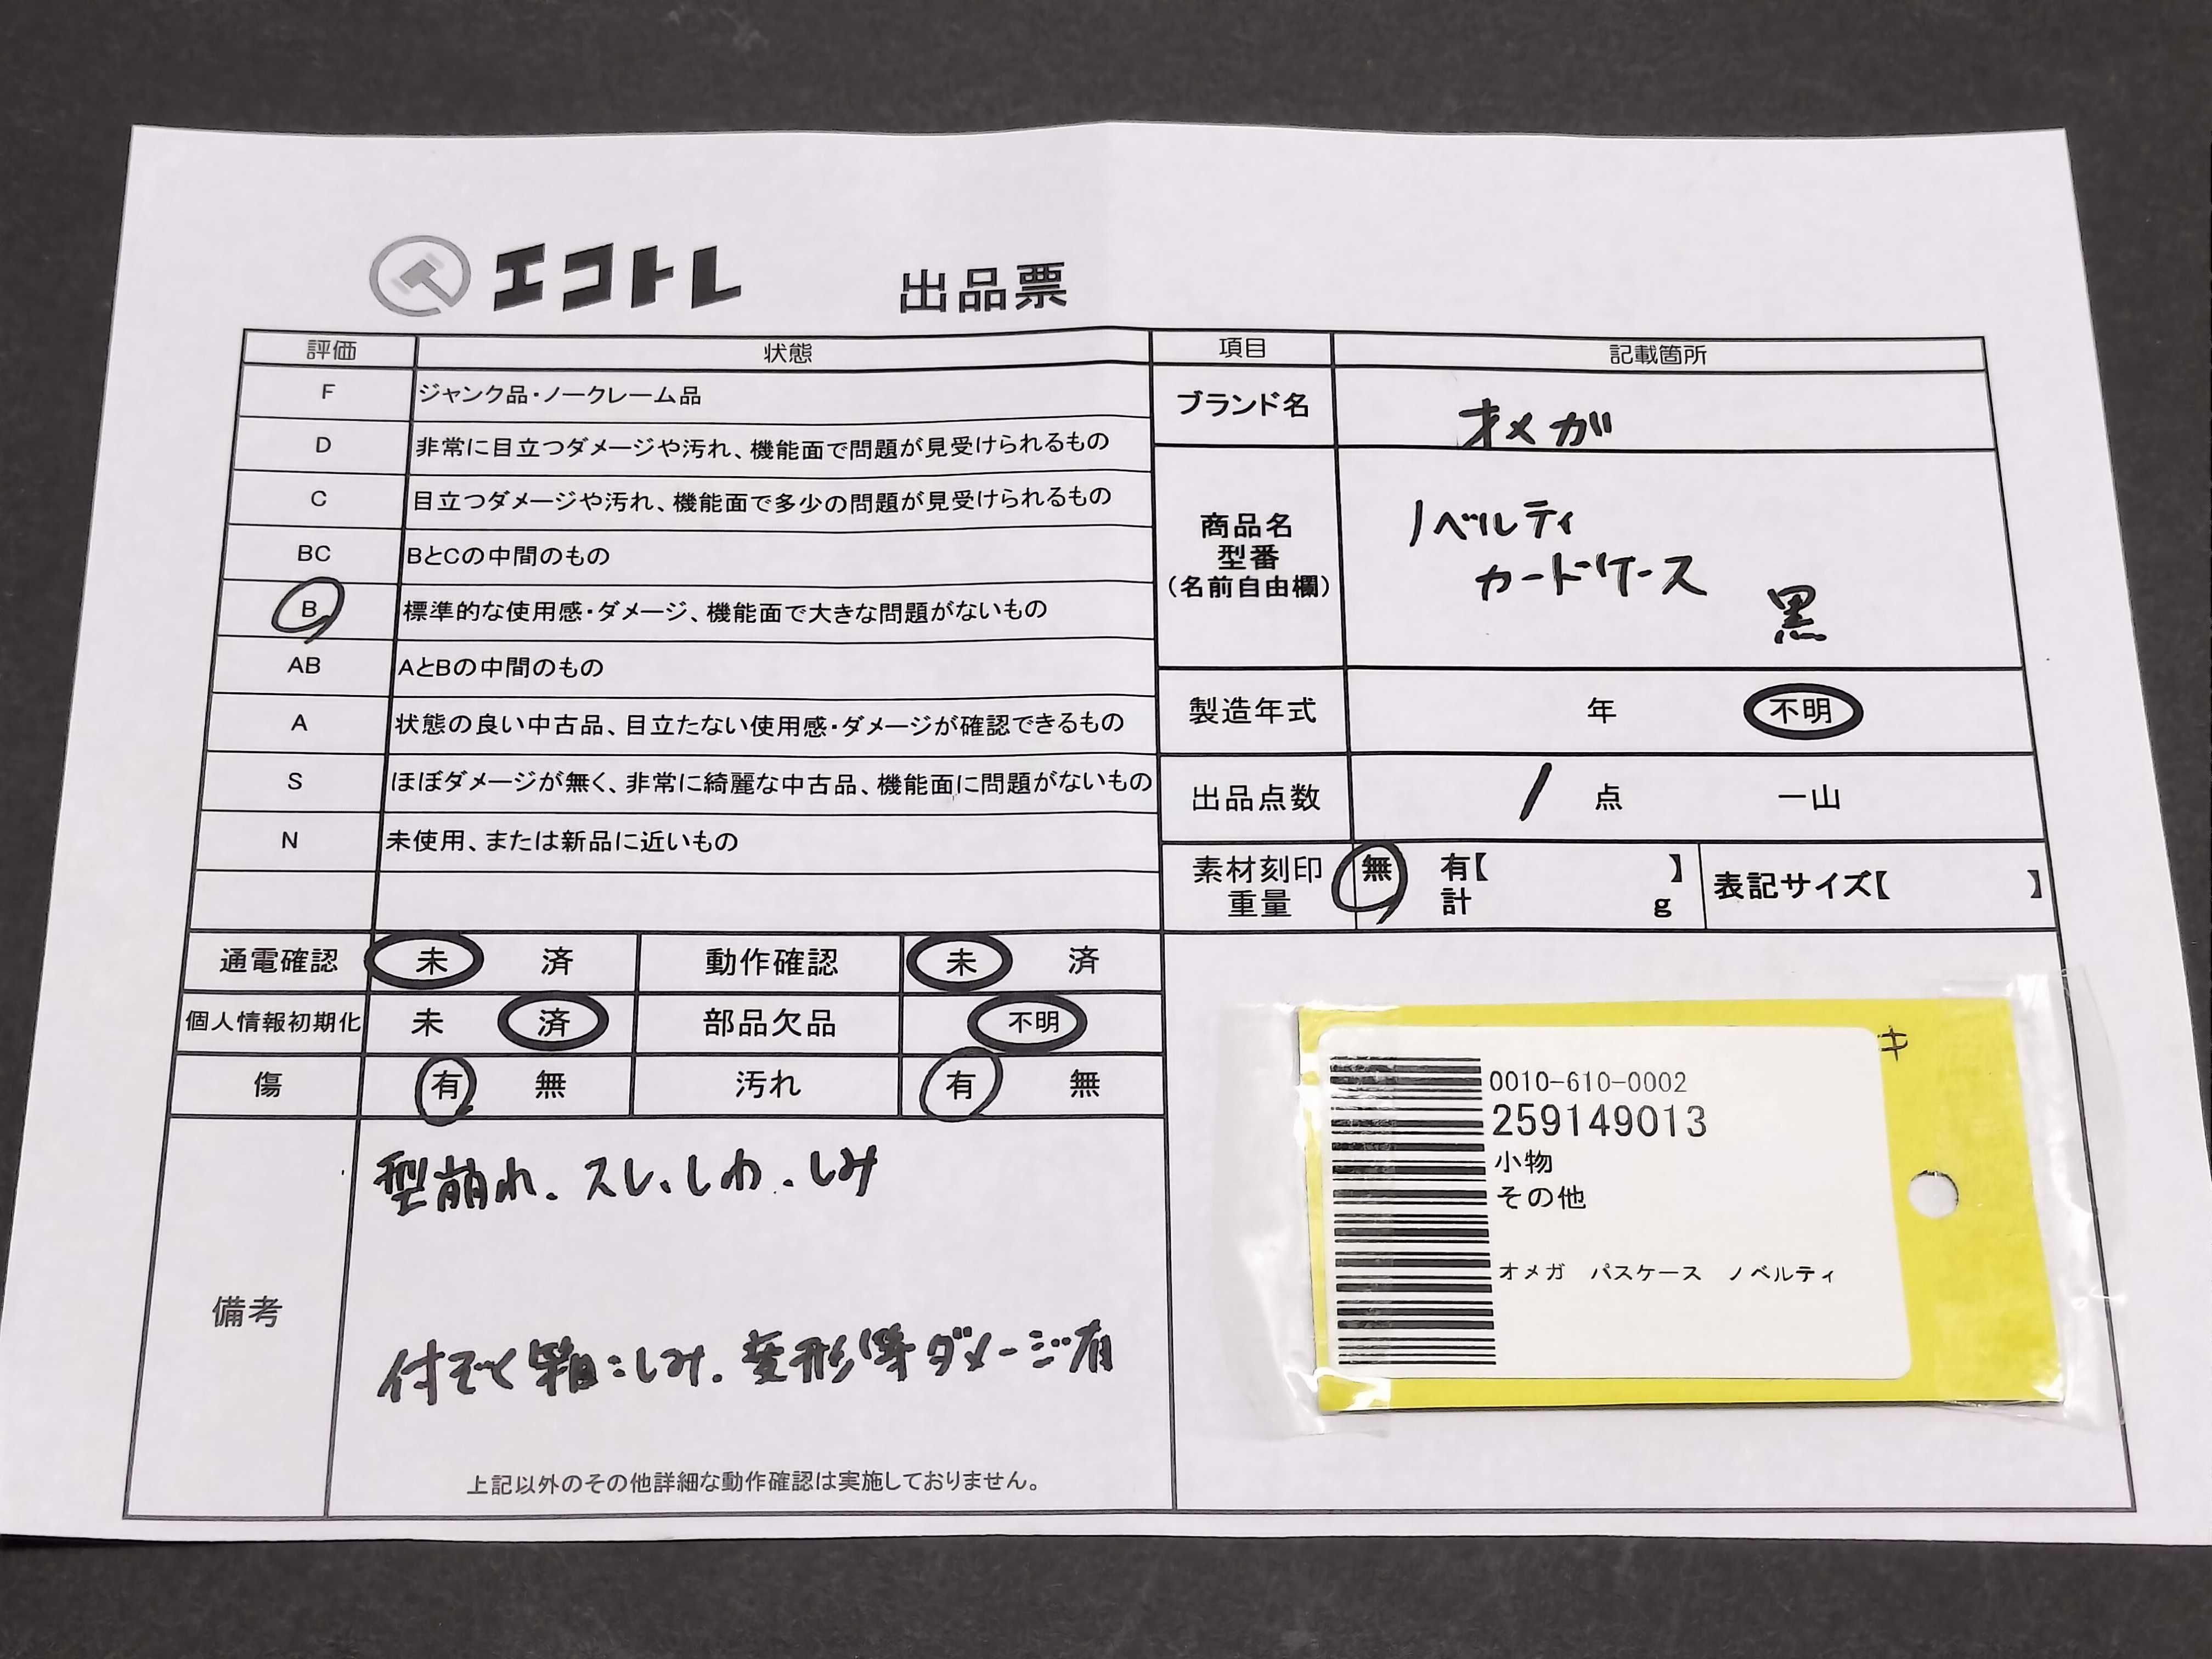 エコトレ 出品票
評価 状態
F ジャンク品・ノークレーム品
D 非常に目立つダメージや汚れ、機能面で問題が見受けられるもの
C 目立つダメージや汚れ、機能面で多少の問題が見受けられるもの
BC BとCの中間のもの
B 標準的な使用感・ダメージ、機能面で大きな問題がないもの
AB AとBの中間のもの
A 状態の良い中古品、目立たない使用感・ダメージが確認できるもの
S ほぼダメージが無く、非常に綺麗な中古品、機能面に問題がないもの
N 未使用、または新品に近いもの
通電確認 未 済 動作確認 未 済
個人情報初期化 未 済 部品欠品 不明
傷 有 無 汚れ 有 無
備考
型崩れ、スレ、しわ、しみ
箱:しみ、変形等ダメージ有
上記以外のその他詳細な動作確認は実施しておりません。
項目 記載箇所
ブランド名 オメガ
商品名
型番
(名前自由欄)
ノベルティ
カードケース
黒
製造年式 年 不明
出品点数 1 点 一山
素材刻印 無 有【 】
重量 計 g
表記サイズ【 】
キ
0010-610-0002
259149013
小物
その他
オメガ パスケース ノベルティ